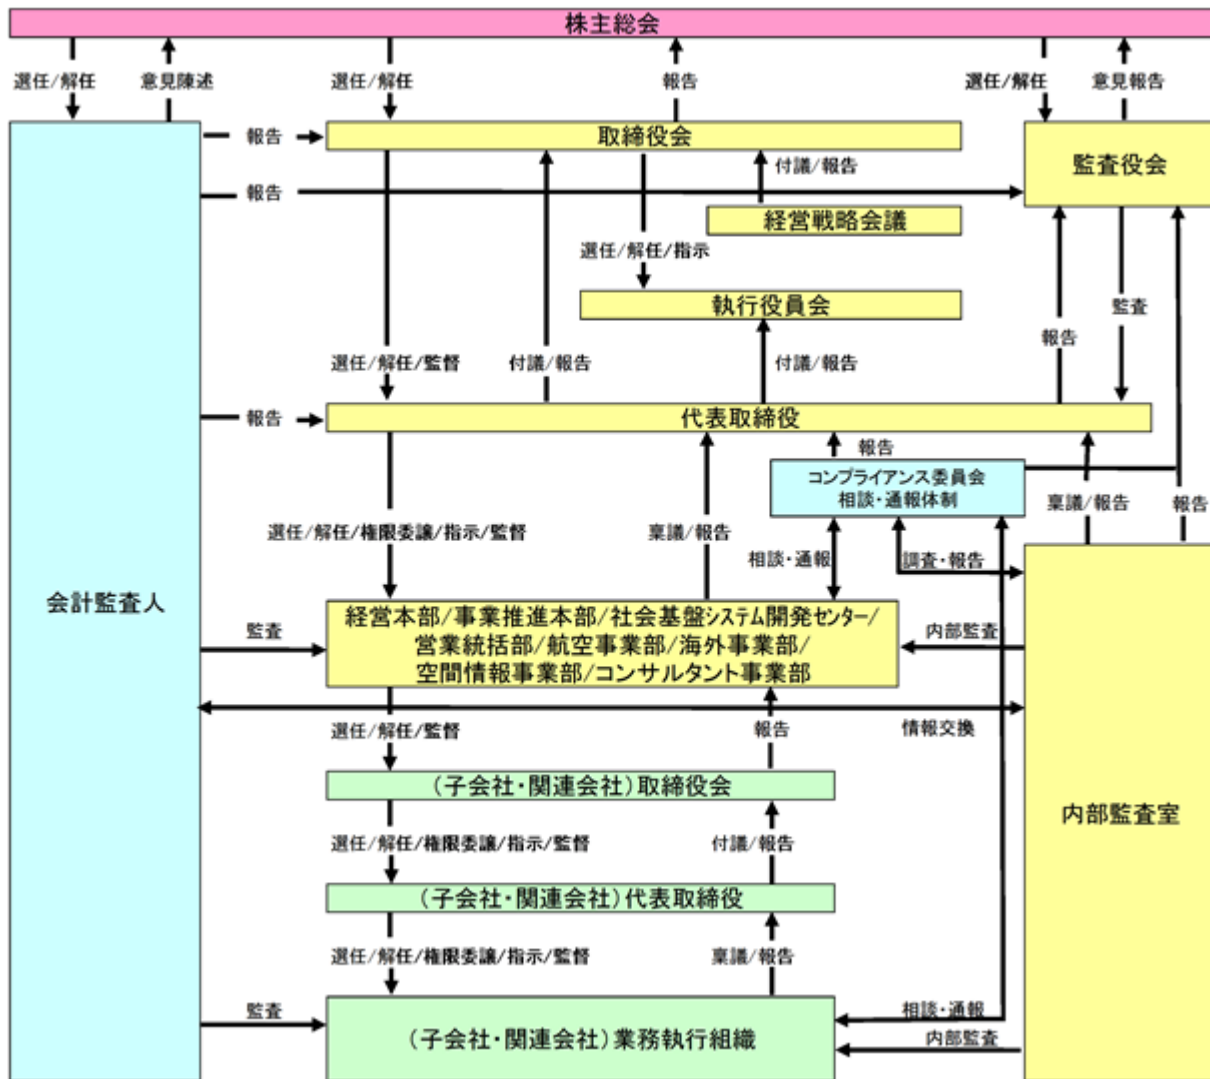 株主総会
選任/解任
意見陳述
選任/解任
報告
選任/解任
意見報告
報告
取締役会
監査役会
付議/報告
報告
経営戦略会議
選任/解任/指示
執行役員会
監査
報告
選任/解任/監督
付議/報告
付議/報告
報告
代表取締役
報告
コンプライアンス委員会
相談・通報体制
稟議/報告
報告
選任/解任/権限委譲/指示/監督
稟議/報告
相談・通報
調査・報告
会計監査人
経営本部/事業推進本部/社会基盤システム開発センター/
営業統括部/航空事業部/海外事業部/
空間情報事業部/コンサルタント事業部
監査
内部監査
選任/解任/監督
報告
情報交換
(子会社・関連会社)取締役会
内部監査室
選任/解任/権限委譲/指示/監督
付議/報告
(子会社・関連会社)代表取締役
選任/解任/権限委譲/指示/監督
稟議/報告
監査
相談・通報
(子会社・関連会社)業務執行組織
内部監査